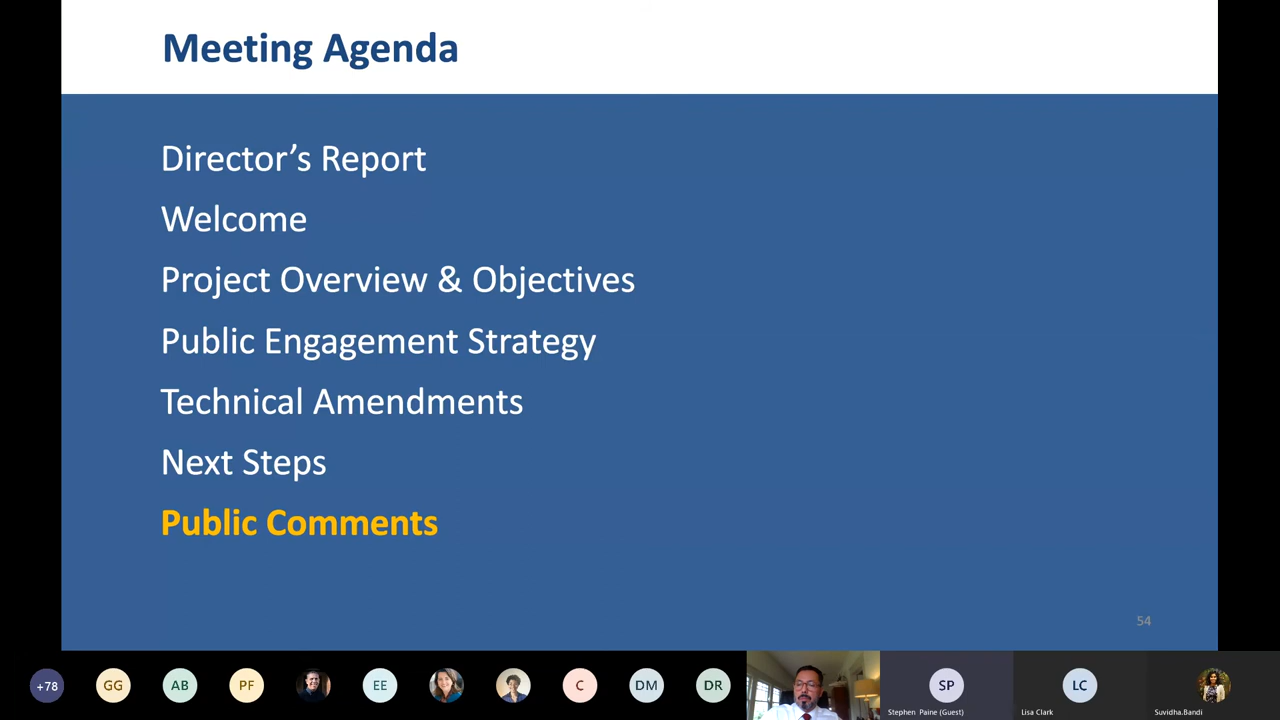 Meeting Agenda
Director’s Report
Welcome
Project Overview & Objectives
Public Engagement Strategy
Technical Amendments
Next Steps
Public Comments
54
+78 GG AB PF EE C DM DR SP LC
Stephen Paine (Guest) Lisa Clark Suvidha.Bandi